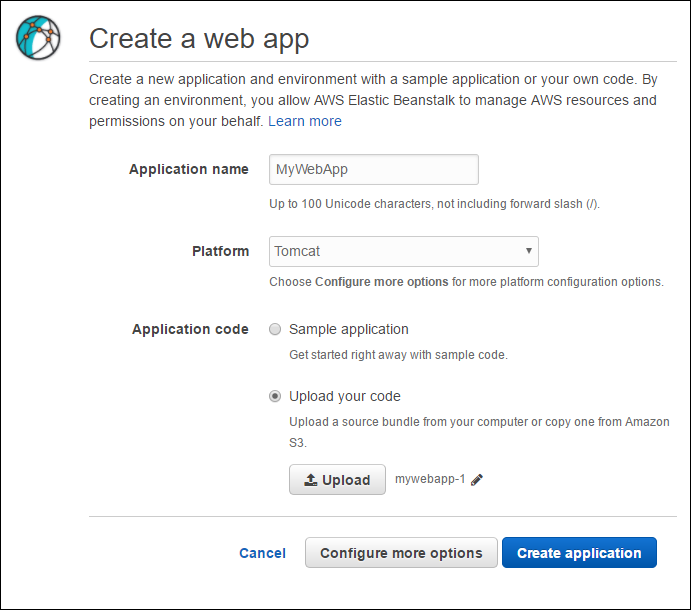 Create a web app
Create a new application and environment with a sample application or your own code. By
creating an environment, you allow AWS Elastic Beanstalk to manage AWS resources and
permissions on your behalf. Learn more
Application name MyWebApp
Up to 100 Unicode characters, not including forward slash (/).
Platform Tomcat
Choose Configure more options for more platform configuration options.
Application code Sample application
Get started right away with sample code.
Upload your code
Upload a source bundle from your computer or copy one from Amazon
S3.
Upload mywebapp-1
Cancel Configure more options Create application